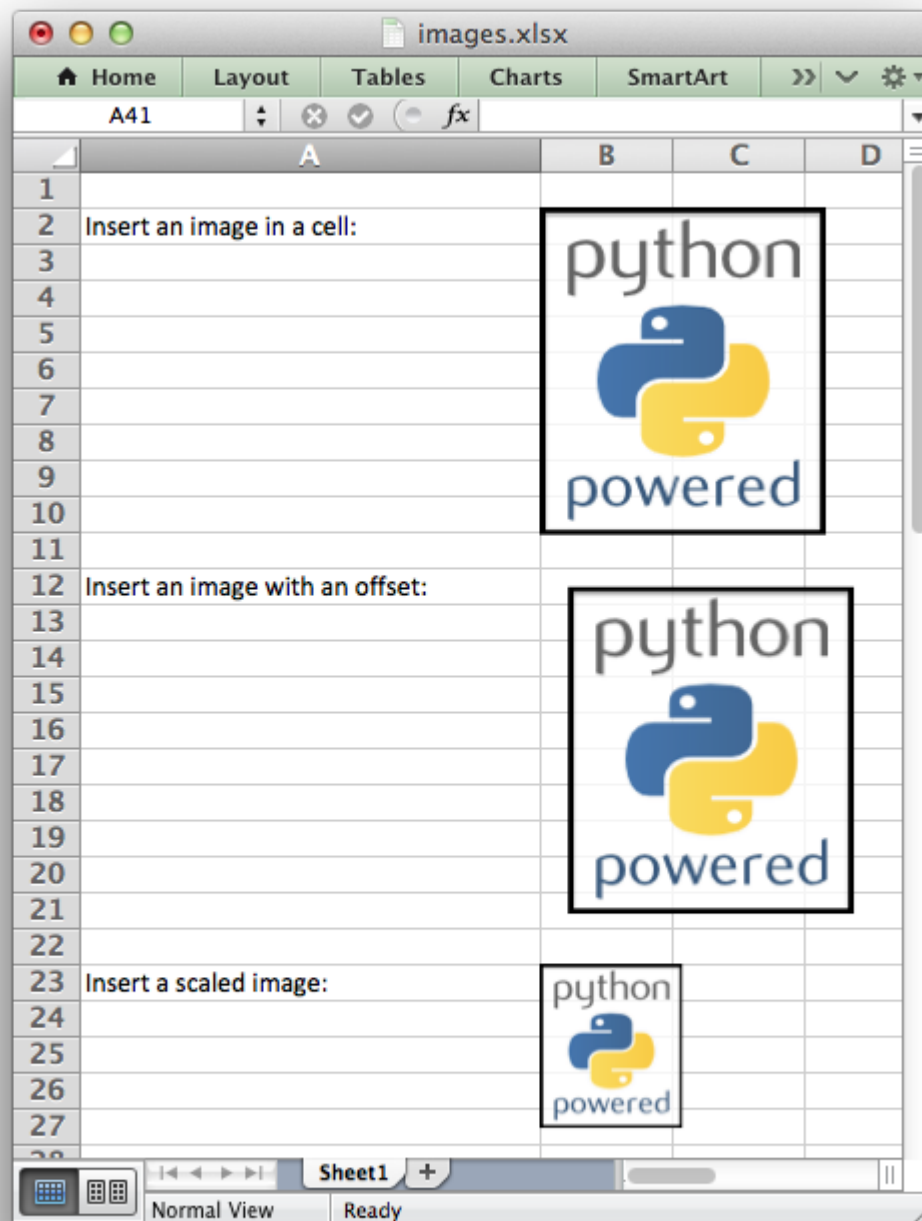 images.xlsx
Home Layout Tables Charts SmartArt
A41 fx
A B C D
1
2 Insert an image in a cell:
python
3
4
5
6
7
8
9
powered
10
11
12 Insert an image with an offset:
python
13
14
15
16
17
18
19
20
powered
21
22
23 Insert a scaled image:
python
24
25
26
powered
27
28
Sheet1 +
Normal View Ready